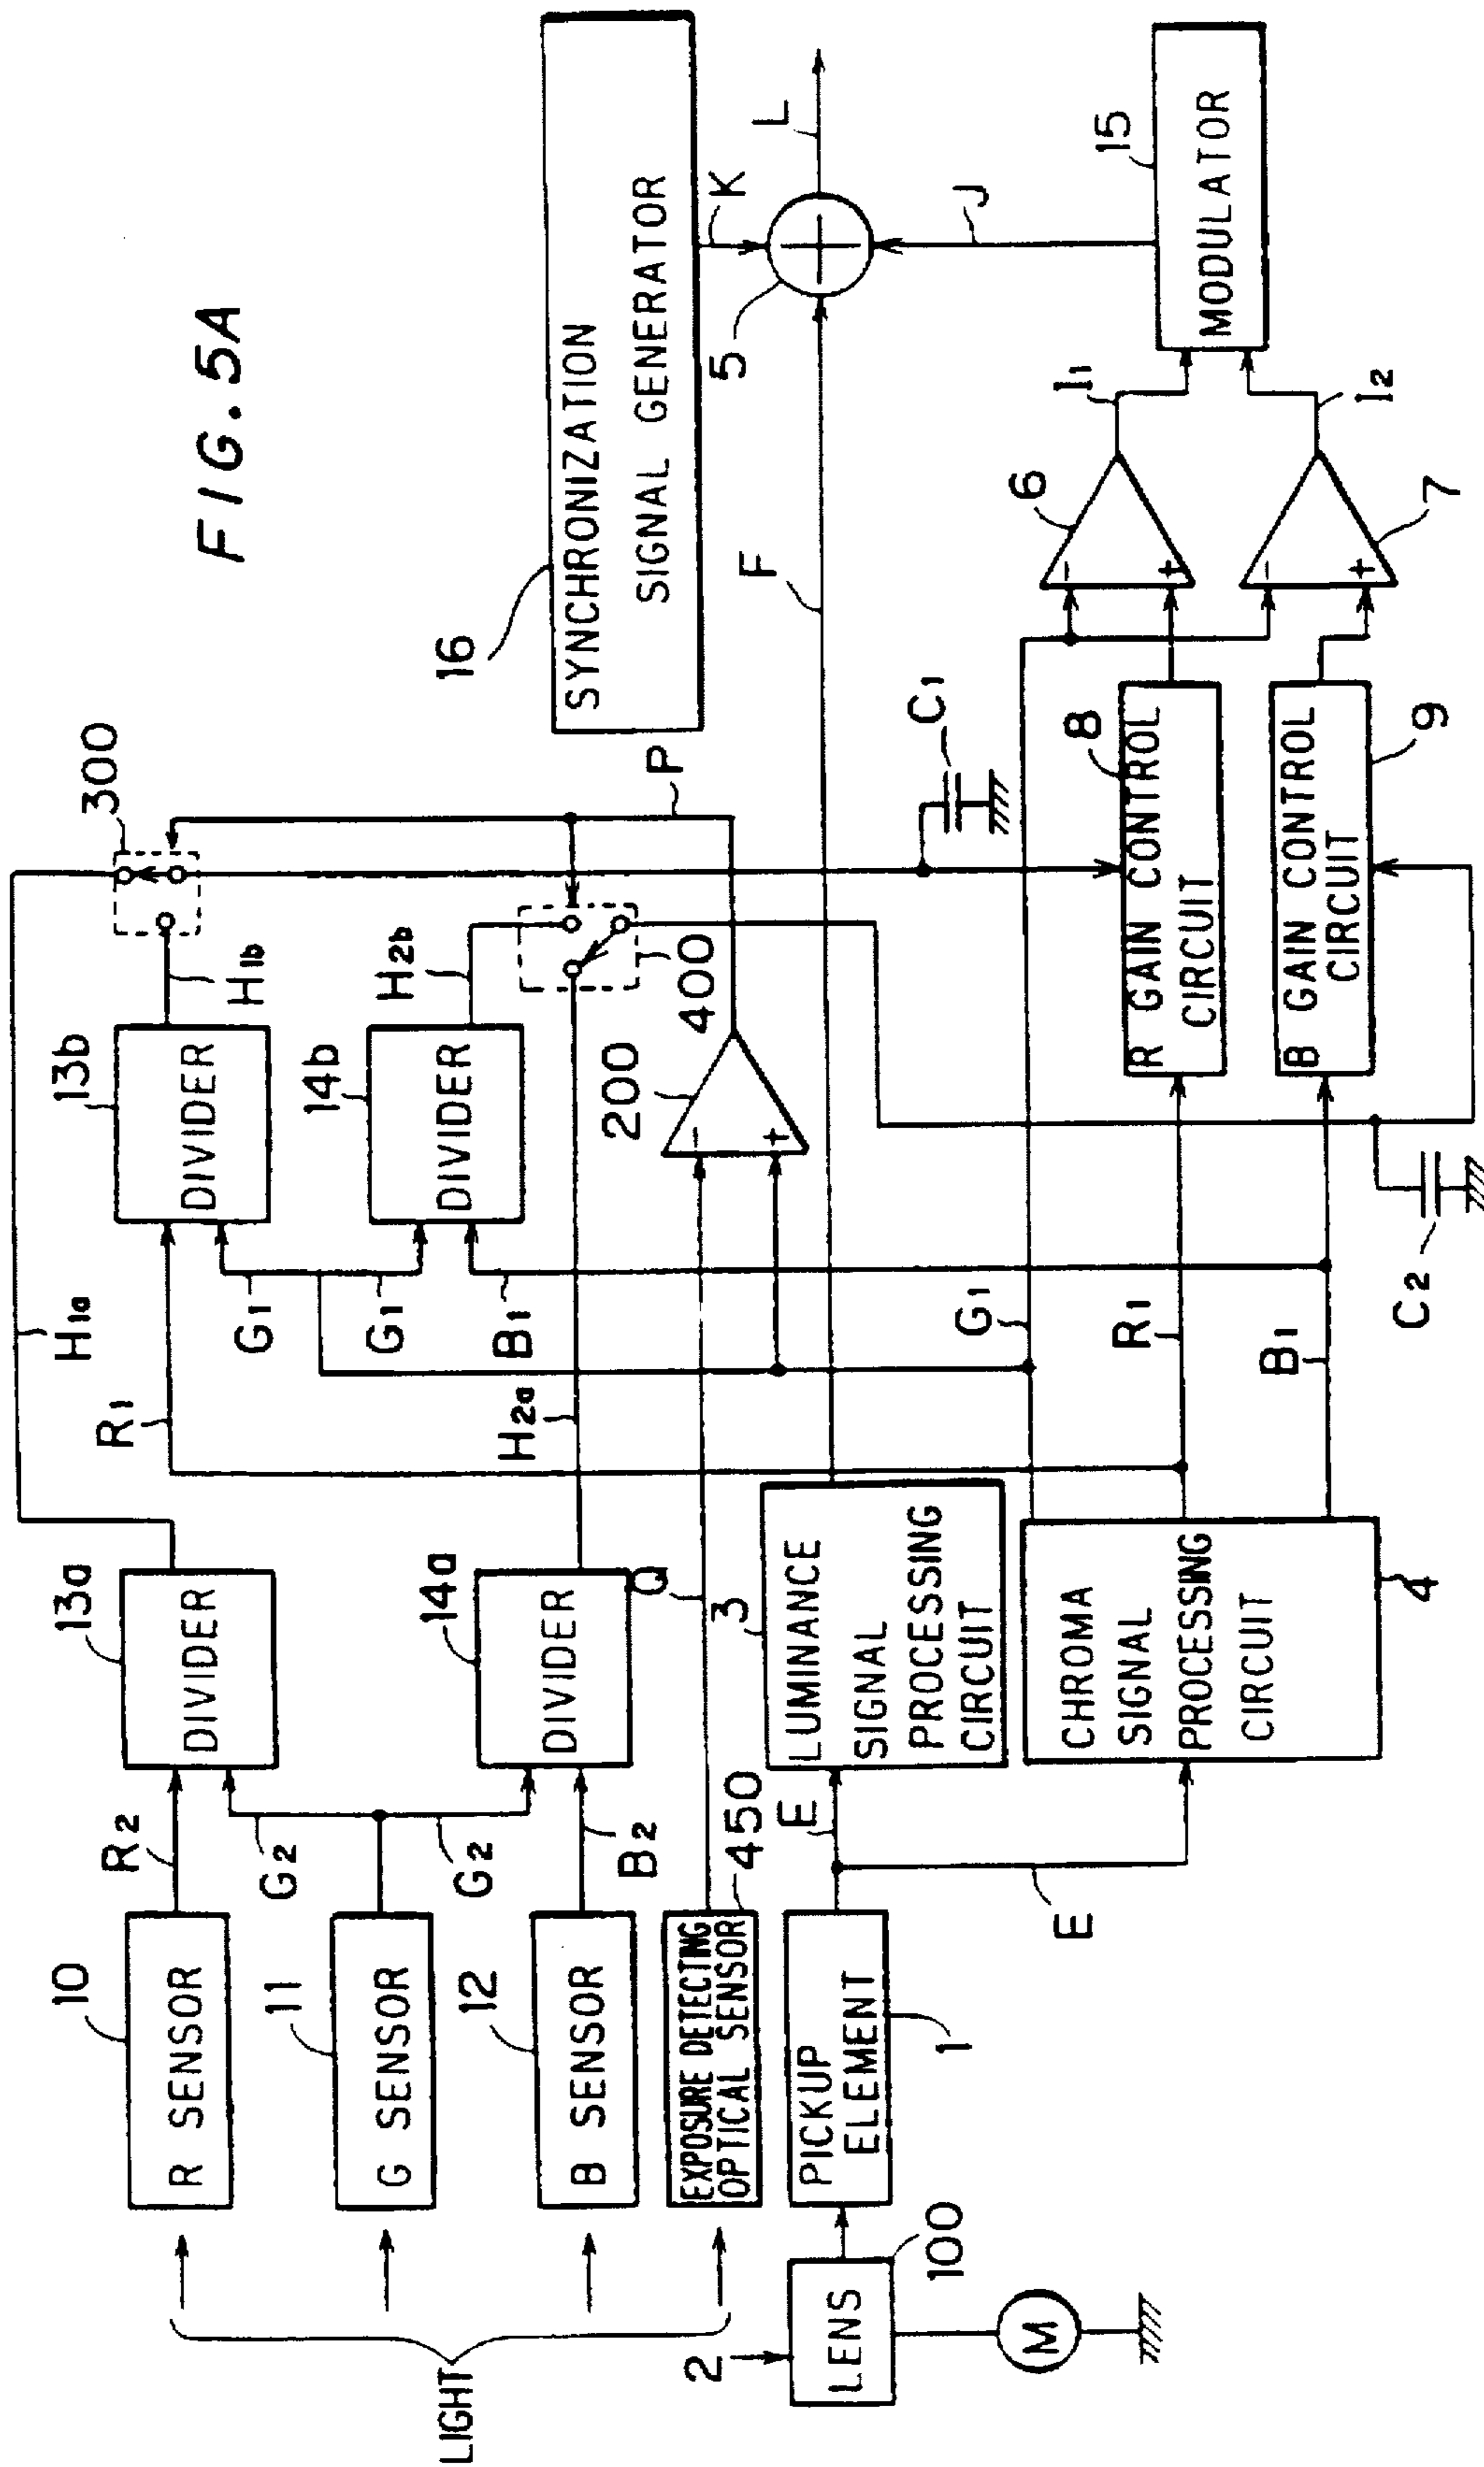 FIG. 5A
LIGHT
10
R SENSOR
R2
13a
DIVIDER
H1a
R1
13b
DIVIDER
H1b
300
11
G SENSOR
G2
G2
G1
G1
14b
DIVIDER
H2b
12
B SENSOR
B2
14a
DIVIDER
H2a
B1
400
16
SYNCHRONIZATION
SIGNAL GENERATOR
EXPOSURE DETECTING
OPTICAL SENSOR
450
Q
200
−
+
P
K
2
LENS
100
M
PICKUP
ELEMENT
1
E
E
3
LUMINANCE
SIGNAL
PROCESSING
CIRCUIT
F
5
L
J
CHROMA
SIGNAL
PROCESSING
CIRCUIT
4
G1
R1
B1
C1
R GAIN CONTROL
CIRCUIT
8
B GAIN CONTROL
CIRCUIT
9
C2
6
−
+
I1
7
−
+
I2
15
MODULATOR